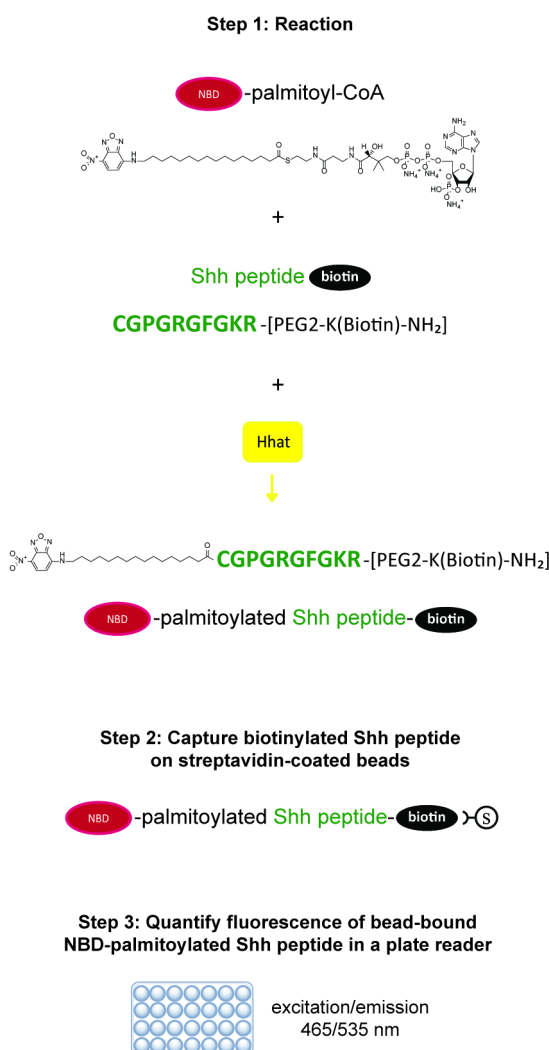 Step 1: Reaction
NBD -palmitoyl-CoA
+
Shh peptide biotin
CGPGRGFGKR-[PEG2-K(Biotin)-NH₂]
+
Hhat
CGPGRGFGKR-[PEG2-K(Biotin)-NH₂]
NBD -palmitoylated Shh peptide- biotin
Step 2: Capture biotinylated Shh peptide
on streptavidin-coated beads
NBD -palmitoylated Shh peptide- biotin S
Step 3: Quantify fluorescence of bead-bound
NBD-palmitoylated Shh peptide in a plate reader
excitation/emission
465/535 nm